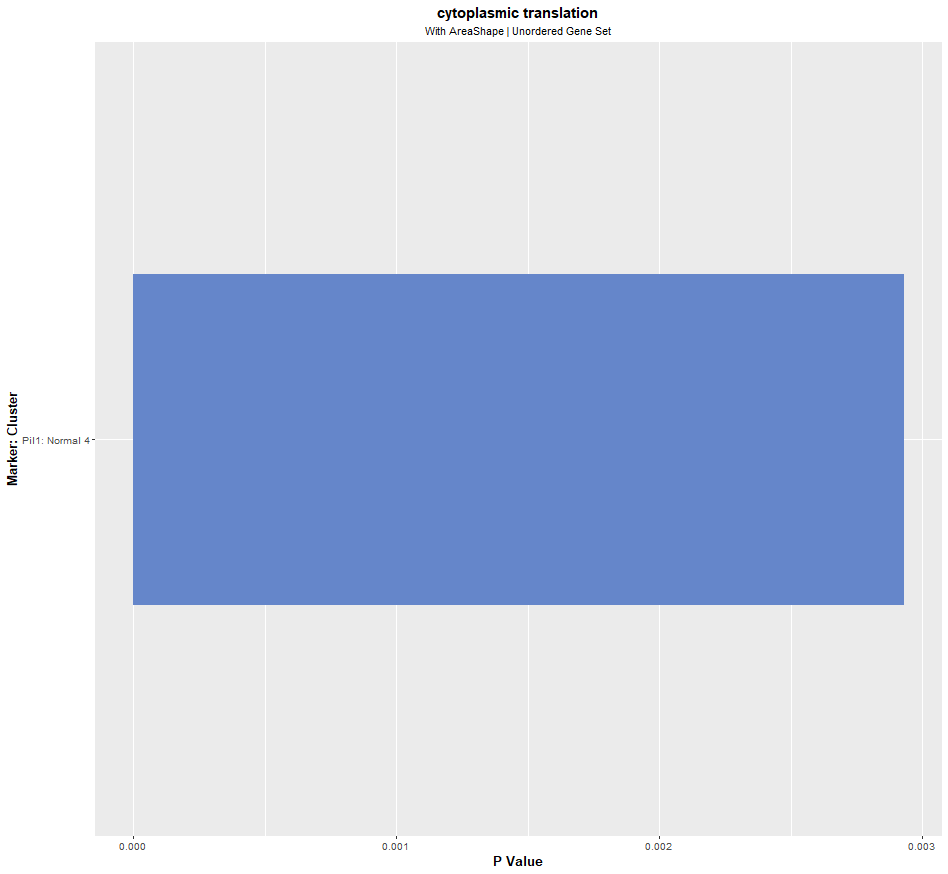 cytoplasmic translation
With AreaShape | Unordered Gene Set
Marker: Cluster
Pil1: Normal 4
0.000
0.001
0.002
0.003
P Value